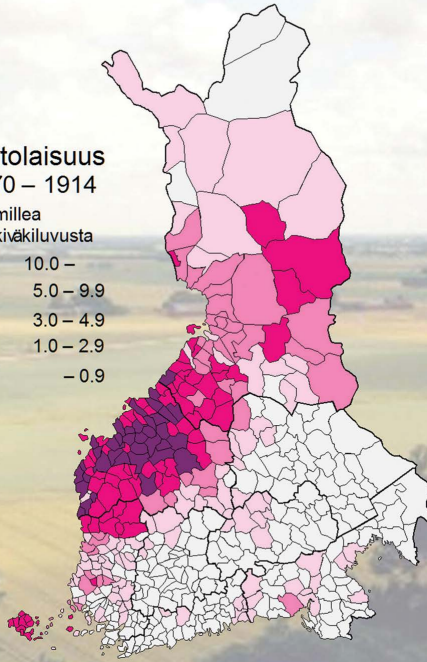 tolaisuus
70 – 1914
millea
kiväkiluvusta
10.0 –
5.0 – 9.9
3.0 – 4.9
1.0 – 2.9
– 0.9